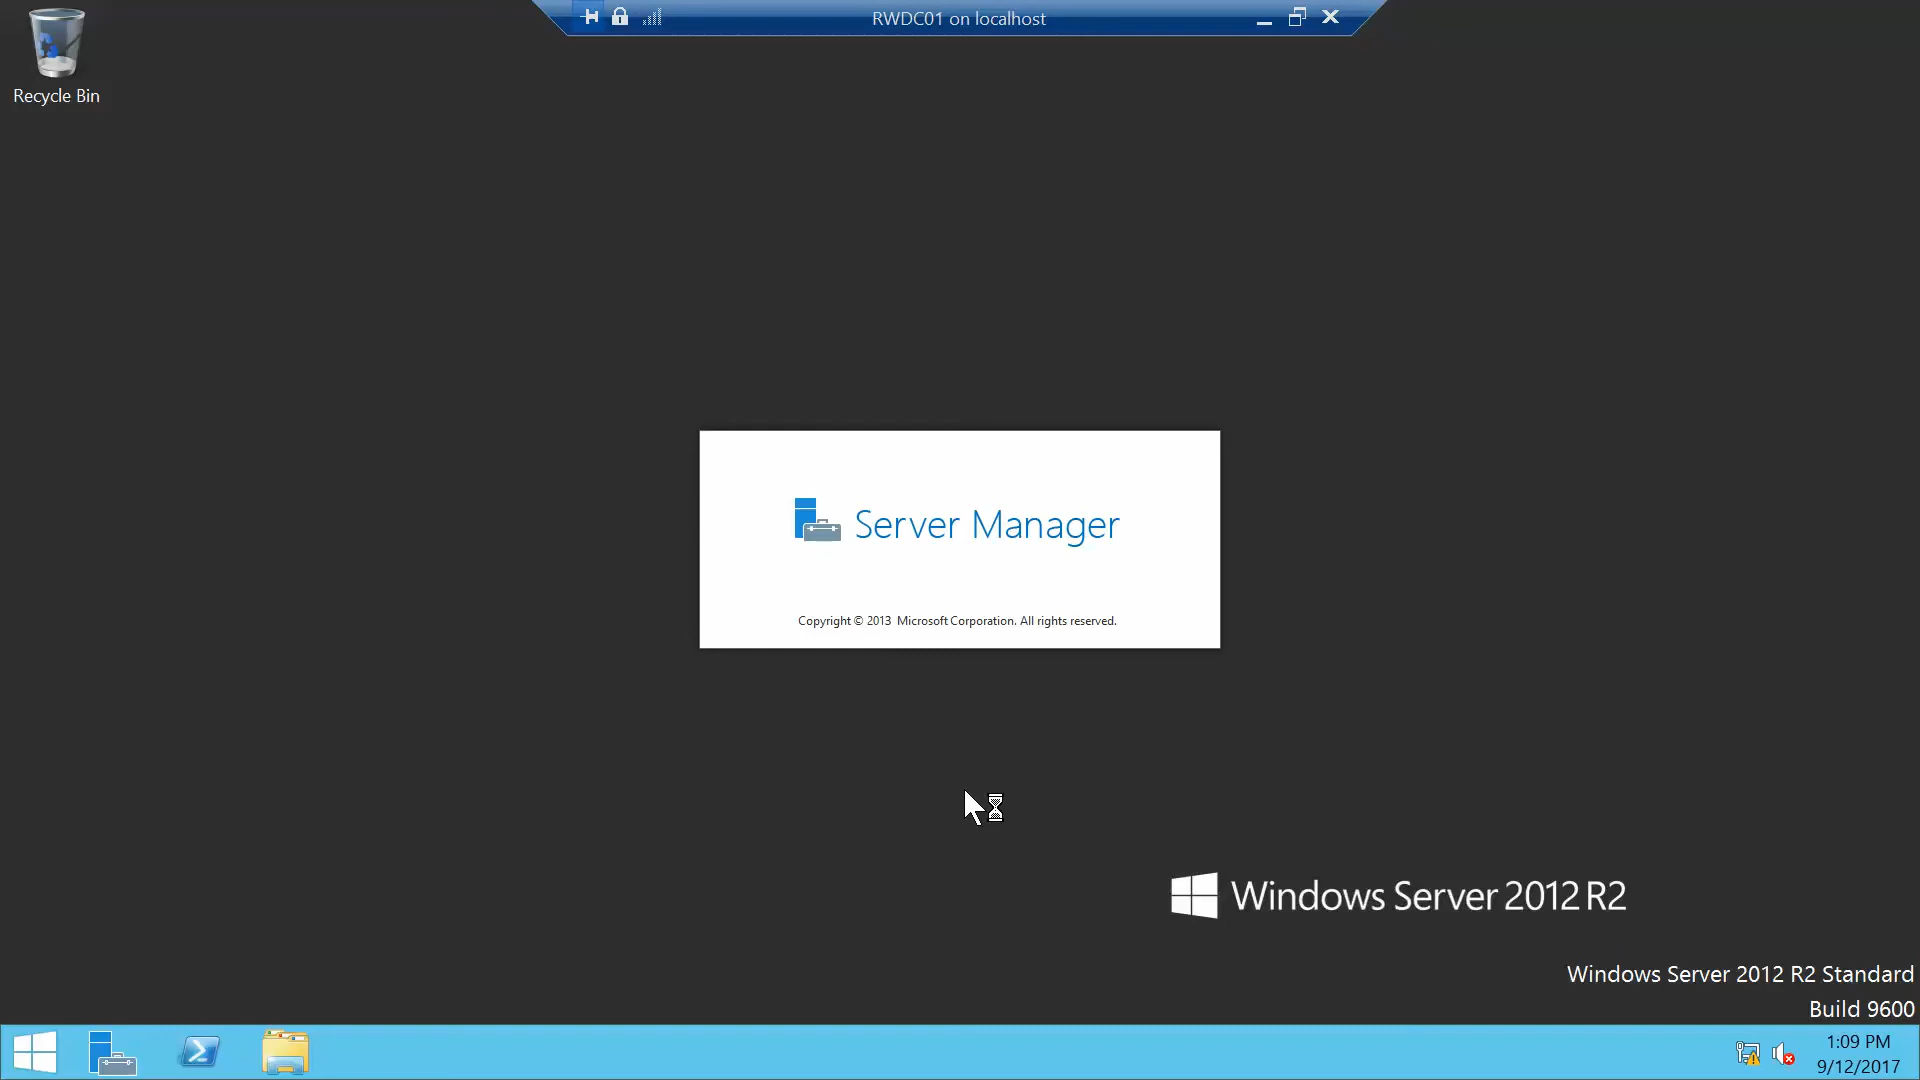 RWDC01 on localhost
Recycle Bin
Server Manager
Copyright © 2013 Microsoft Corporation. All rights reserved.
Windows Server 2012 R2
Windows Server 2012 R2 Standard
Build 9600
1:09 PM
9/12/2017